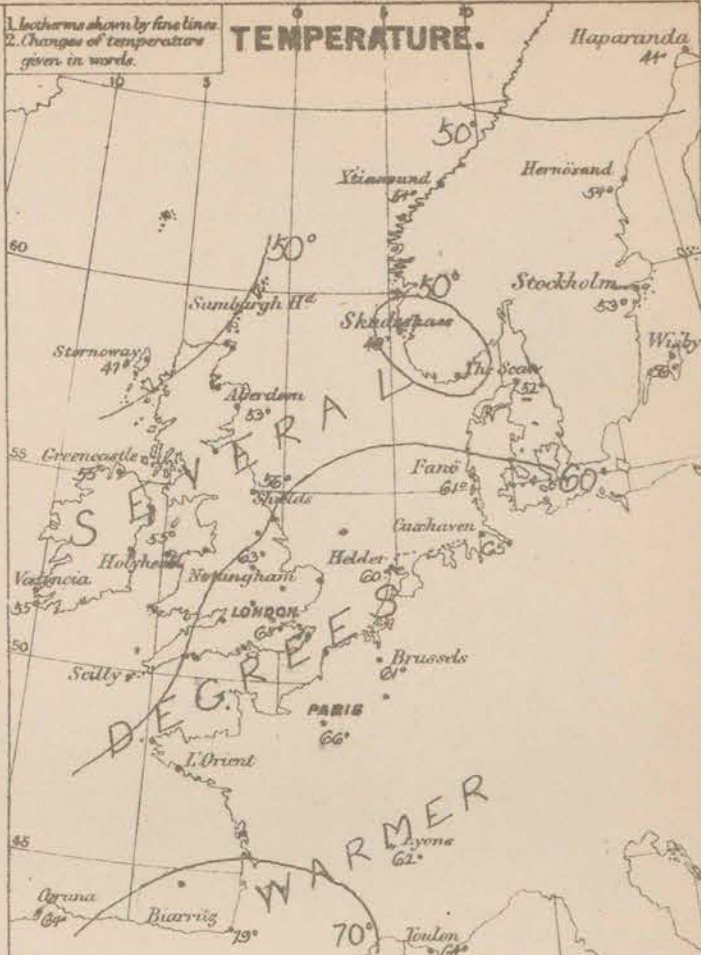 1. Isotherms shown by fine lines.
2. Changes of temperature
given in words.
TEMPERATURE.
0
10
10
5
Haparanda
44°
50°
Xtiansund
54°
Hernösand
54°
60
50°
Sumburgh Hd
50°
Stockholm
53°
Skudesnaes
Stornoway
47
The Scaw
52
Wisby
Aberdeen
53°
SEVERAL
55
Greencastle
55°
Fanö
61°
60°
Shields
Cuxhaven
65
55°
Holyhead
63°
Nottingham
Helder
60
Valencia
55
LONDON
50
Scilly
Brussels
61°
DEGREES
PARIS
66°
L'Orient
WARMER
45
Lyons
62°
Coruna
64°
Biarritz
79°
70°
Toulon